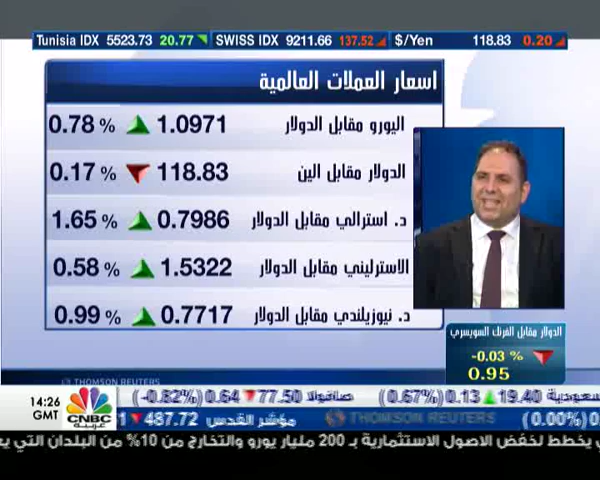 Tunisia IDX 5523.73 20.77 SWISS IDX 9211.66 137.52 $/Yen 118.83 0.20
اسعار العملات العالمية
اليورو مقابل الدولار 1.0971 0.78 %
الدولار مقابل الين 118.83 0.17 %
د. استرالي مقابل الدولار 0.7986 1.65 %
الاسترليني مقابل الدولار 1.5322 0.58 %
د. نيوزيلندي مقابل الدولار 0.7717 0.99 %
الدولار مقابل الفرنك السويسري
-0.03 %
0.95
THOMSON REUTERS
14:26
GMT
CNBC
عربية
سعودية 19.40 0.13 (0.67%) صافولا 77.50 0.64 (-0.82%)
(0.00%) THOMSON REUTERS مؤشر القدس 487.72
ي يخطط لخفض الاصول الاستثمارية بـ 200 مليار يورو والتخارج من 10% من البلدان التي يع